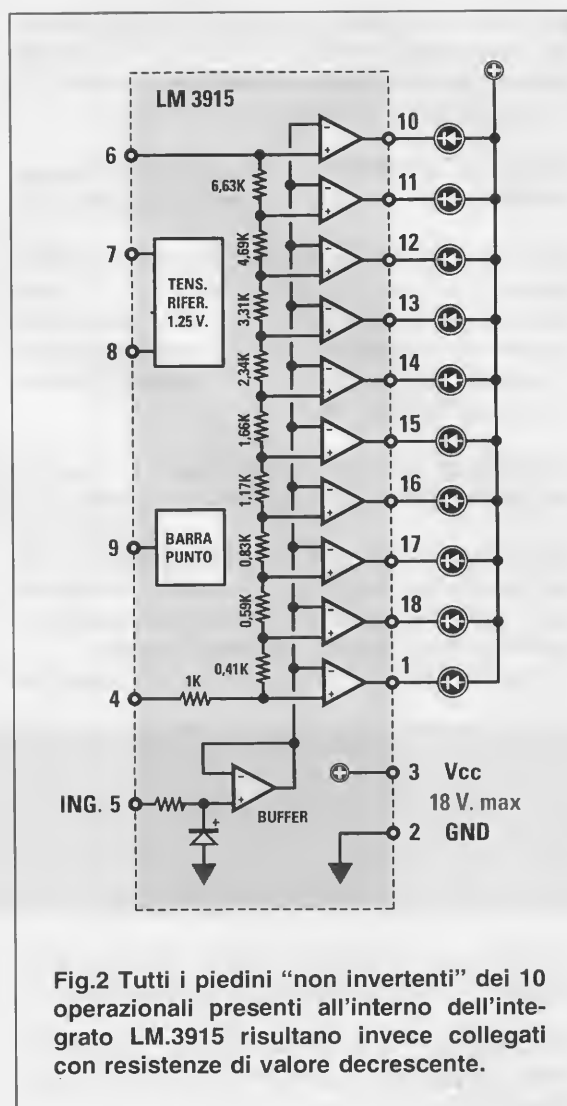 LM 3915
10
6
6,63K
11
7
4,69K
12
TENS.
RIFER.
1.25 V.
3,31K
13
8
2,34K
14
1,66K
15
1,17K
16
9
BARRA
PUNTO
0,83K
17
0,59K
18
0,41K
4
1K
1
ING. 5
BUFFER
3 Vcc
18 V. max
2 GND
Fig.2 Tutti i piedini “non invertenti” dei 10
operazionali presenti all’interno dell’inte-
grato LM.3915 risultano invece collegati
con resistenze di valore decrescente.